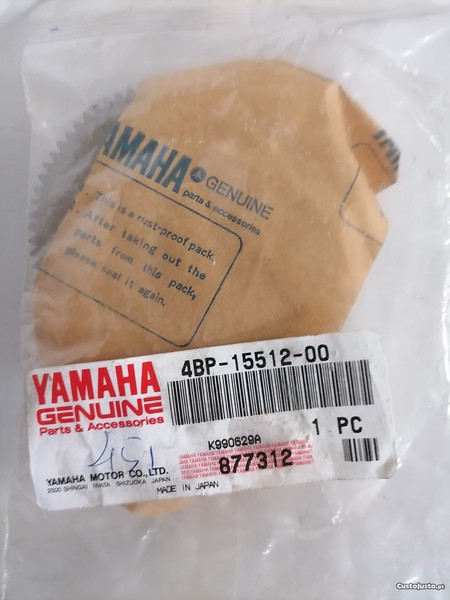 YAMAHA GENUINE
parts & accessories
This is a rust-proof pack.
After taking out the
parts from this pack,
please seal it again.
4BP-15512-00
YAMAHA
GENUINE
Parts & Accessories
1 PC
K990629A
877312
YAMAHA MOTOR CO., LTD.
2500 SHINGAI IWATA SHIZUOKA JAPAN
MADE IN JAPAN
CustoJusto.pt